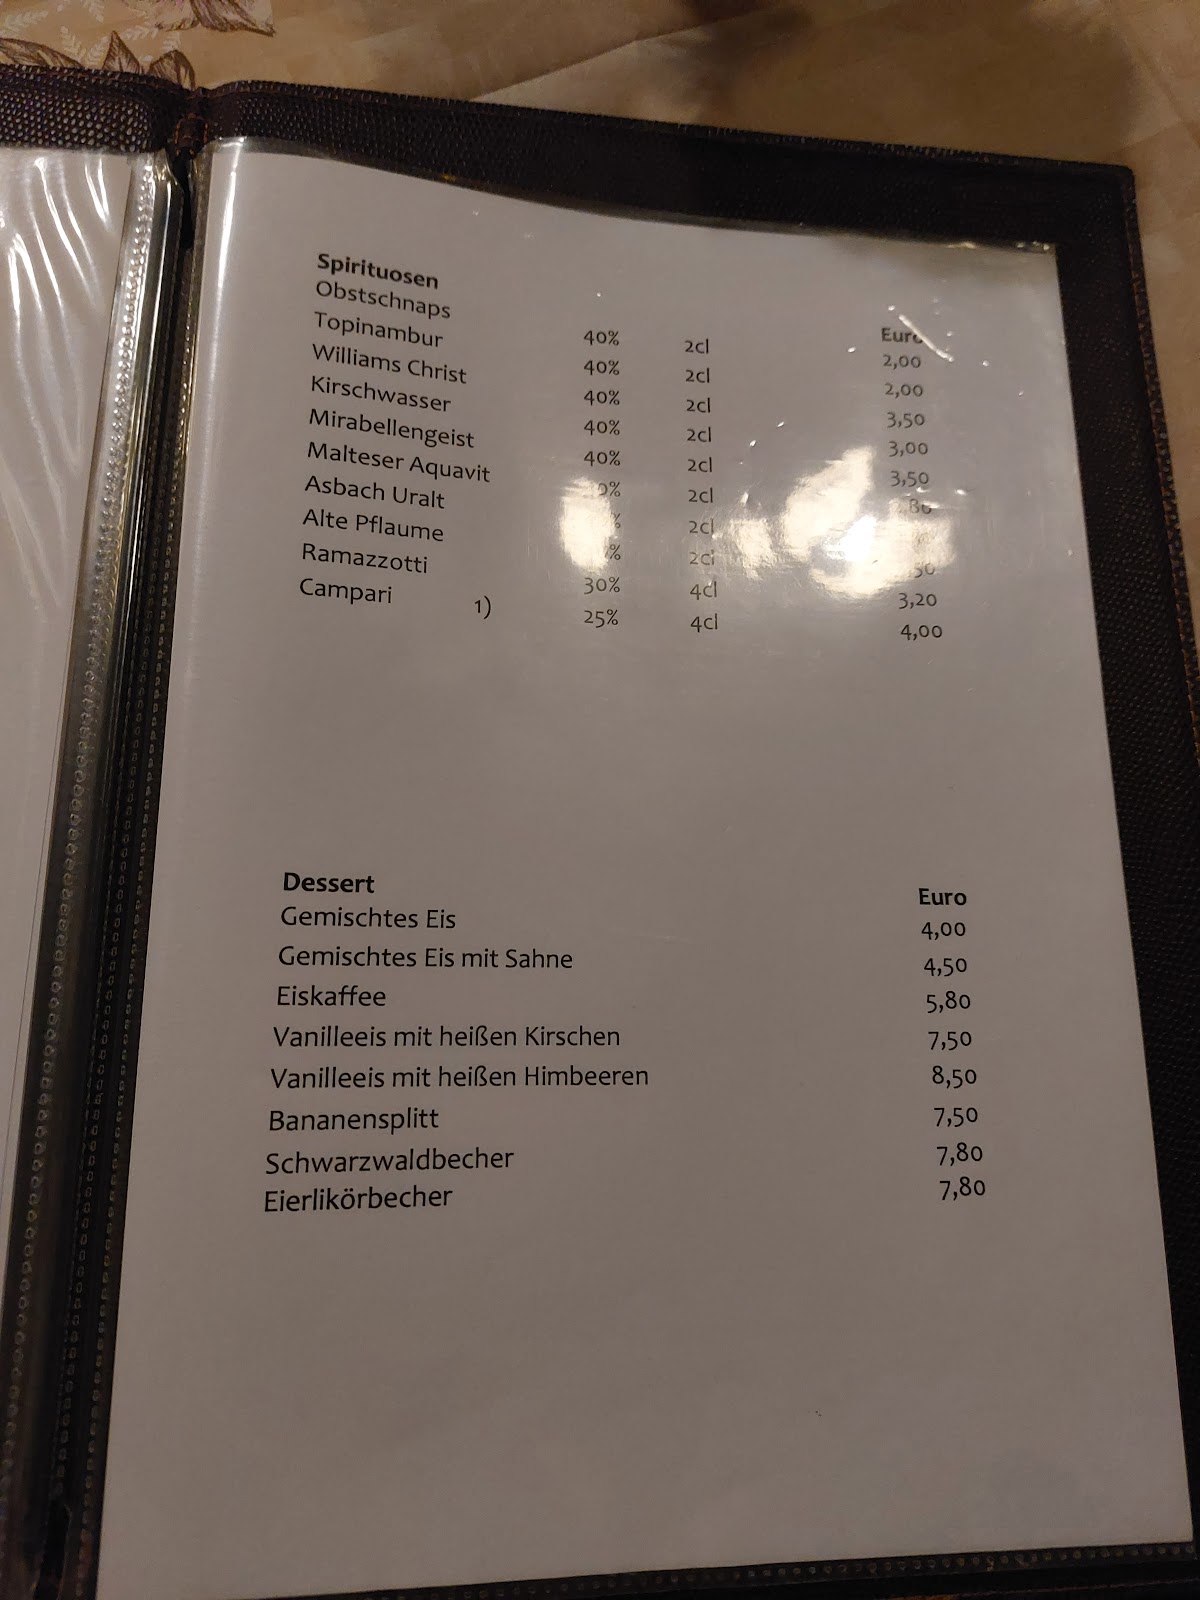 Spirituosen Euro
Obstschnaps 40% 2cl 2,00
Topinambur 40% 2cl 2,00
Williams Christ 40% 2cl 3,50
Kirschwasser 40% 2cl 3,00
Mirabellengeist 40% 2cl 3,50
Malteser Aquavit 2cl
Asbach Uralt 2cl
Alte Pflaume 2cl
Ramazzotti 30% 4cl 3,20
Campari 1) 25% 4cl 4,00
Dessert Euro
Gemischtes Eis 4,00
Gemischtes Eis mit Sahne 4,50
Eiskaffee 5,80
Vanilleeis mit heißen Kirschen 7,50
Vanilleeis mit heißen Himbeeren 8,50
Bananensplitt 7,50
Schwarzwaldbecher 7,80
Eierlikörbecher 7,80